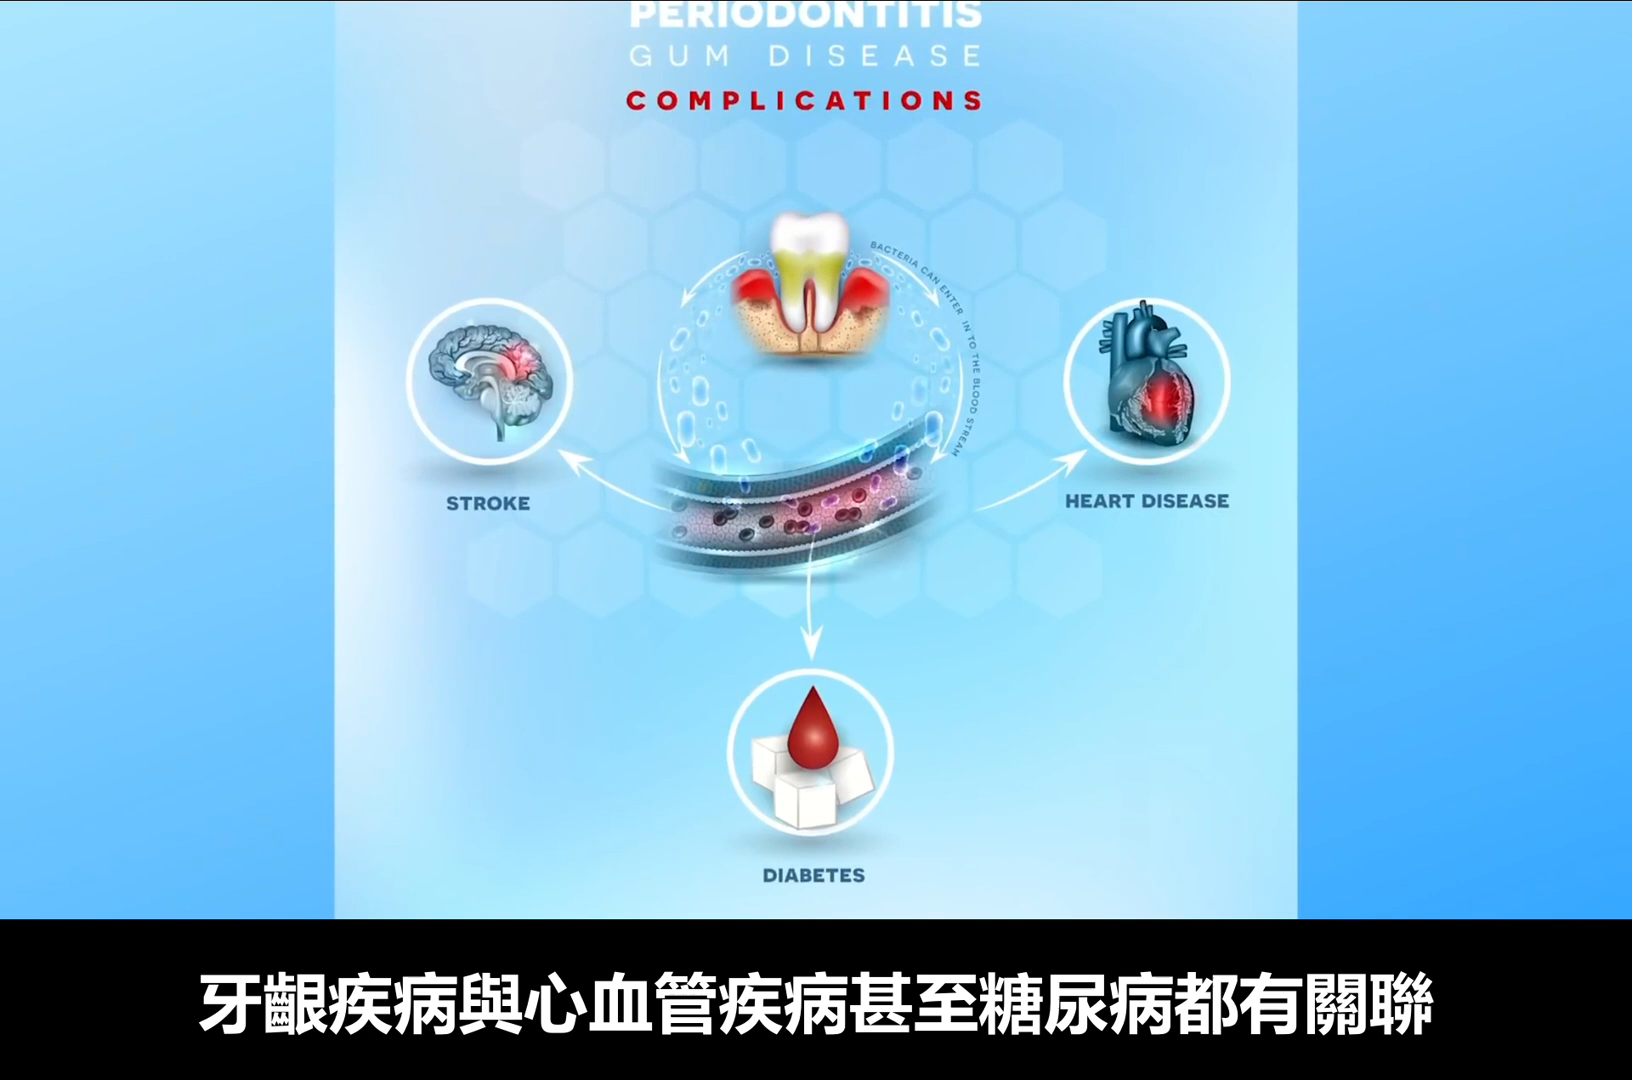 PERIODONTITIS
GUM DISEASE
COMPLICATIONS
BACTERIA CAN ENTER IN TO THE BLOOD STREAM
STROKE
HEART DISEASE
DIABETES
牙齦疾病與心血管疾病甚至糖尿病都有關聯